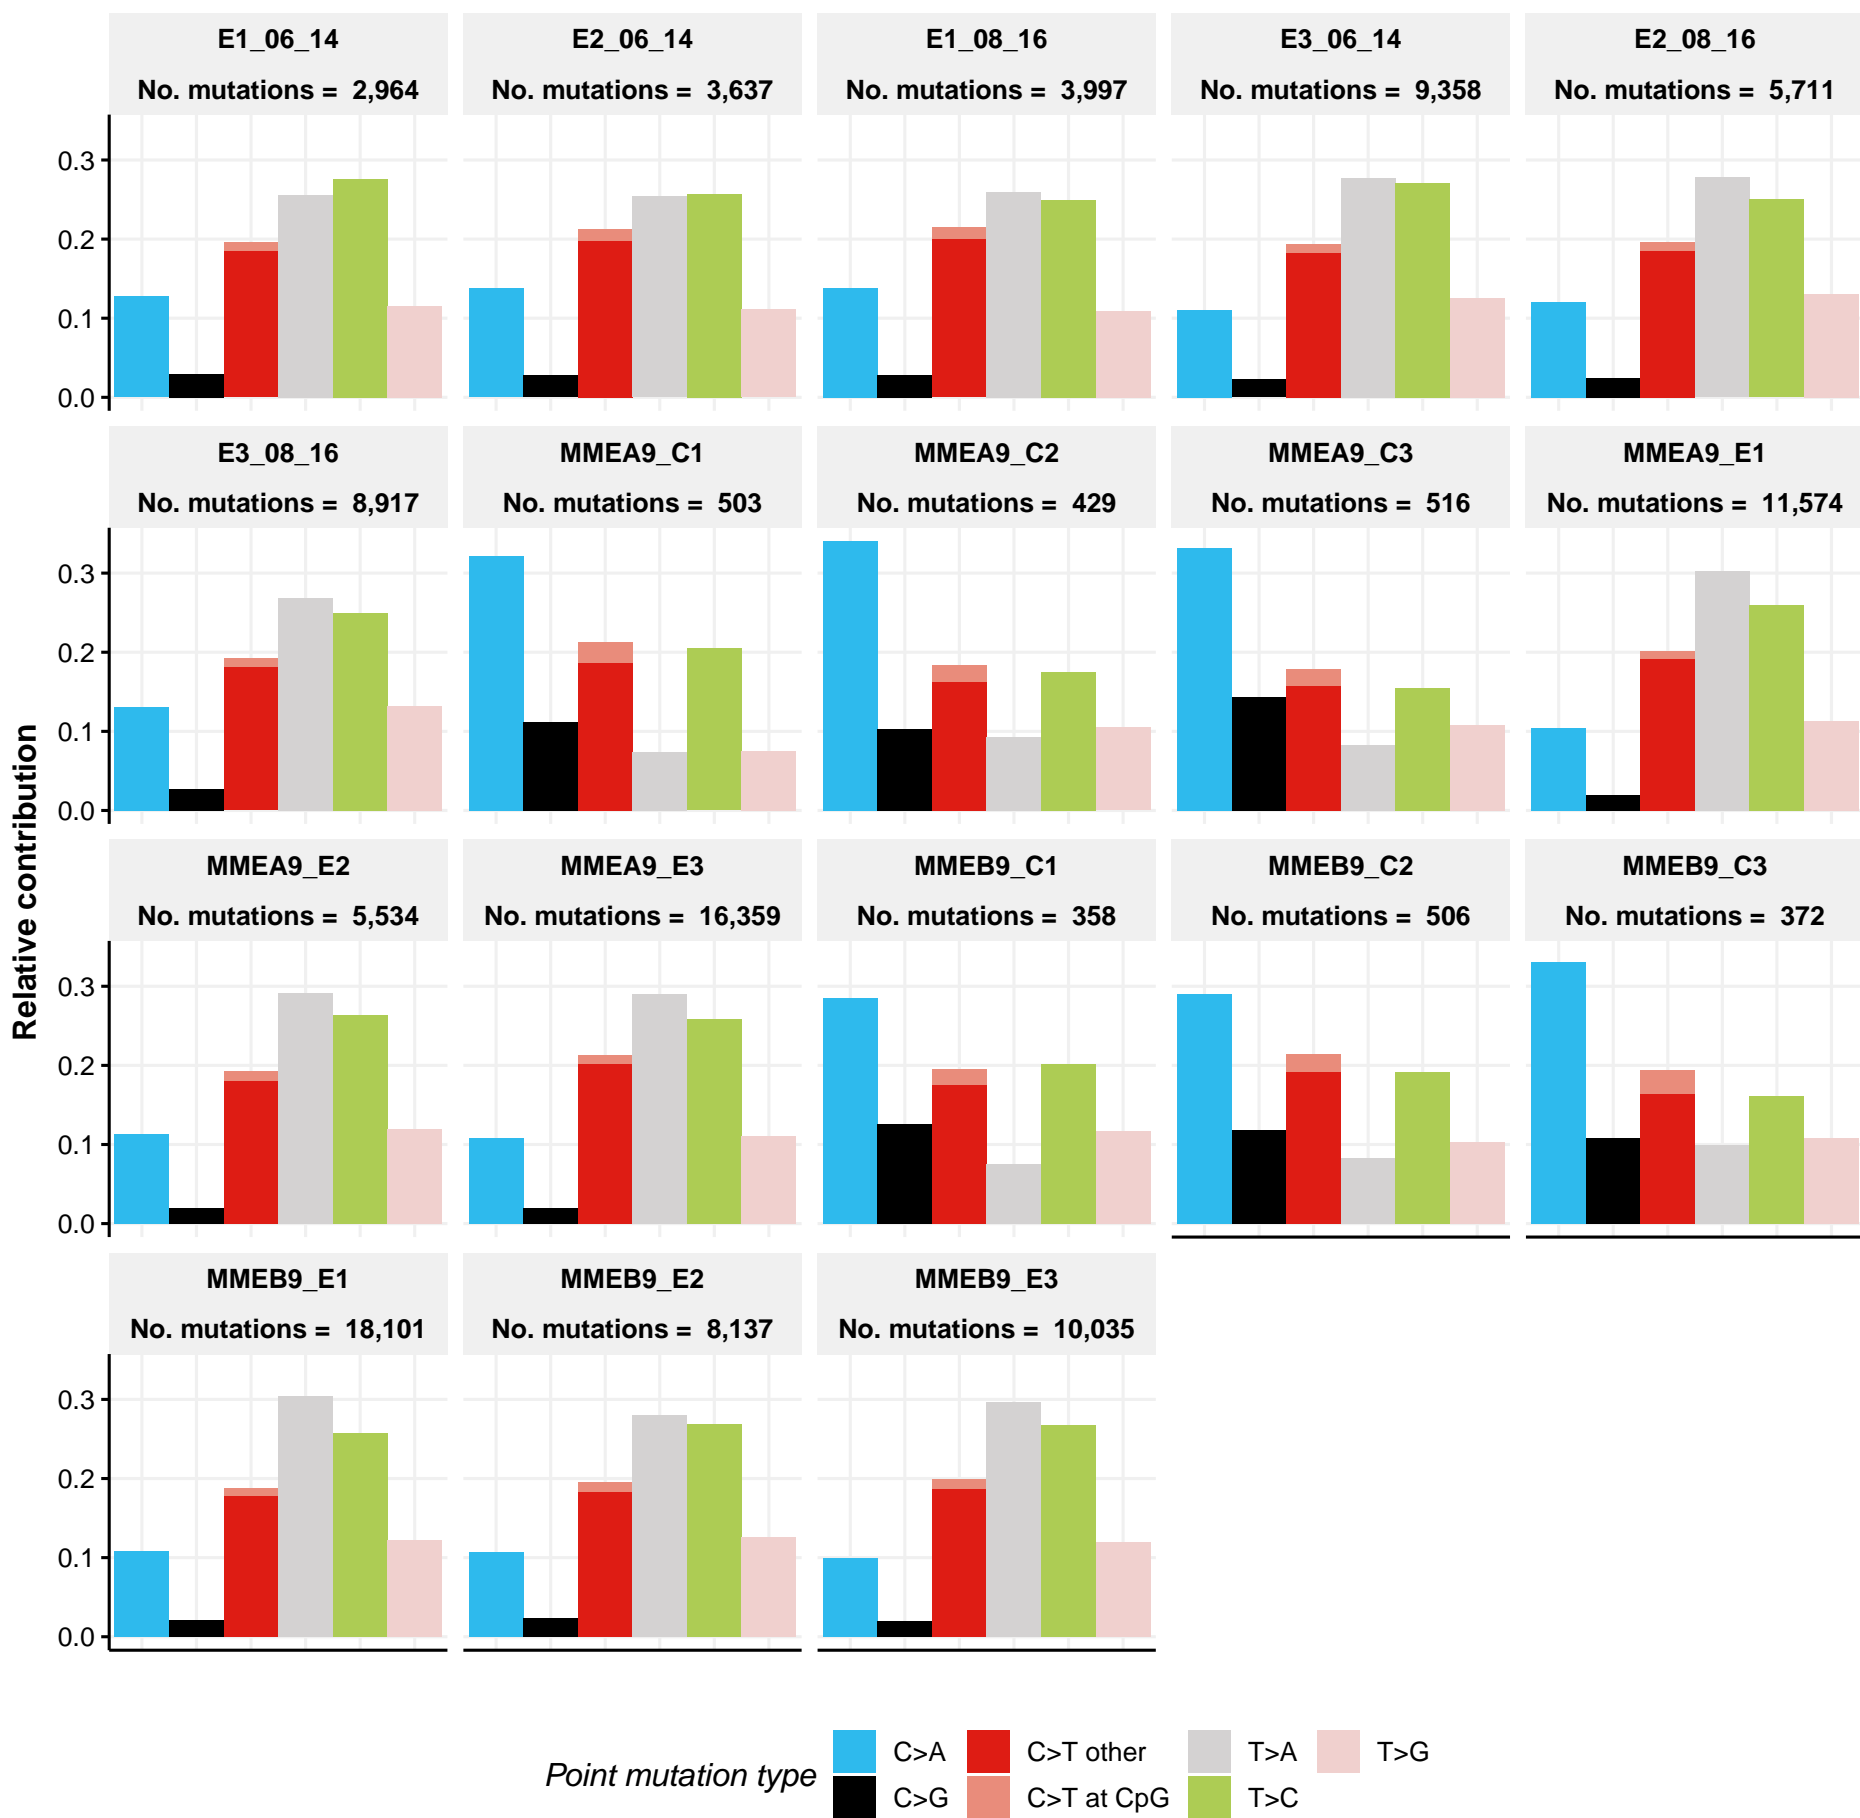 E1_06_14
No. mutations = 2,964
E2_06_14
No. mutations = 3,637
E1_08_16
No. mutations = 3,997
E3_06_14
No. mutations = 9,358
E2_08_16
No. mutations = 5,711
0.3
0.2
0.1
0.0
E3_08_16
No. mutations = 8,917
MMEA9_C1
No. mutations = 503
MMEA9_C2
No. mutations = 429
MMEA9_C3
No. mutations = 516
MMEA9_E1
No. mutations = 11,574
0.3
0.2
0.1
0.0
Relative contribution
MMEA9_E2
No. mutations = 5,534
MMEA9_E3
No. mutations = 16,359
MMEB9_C1
No. mutations = 358
MMEB9_C2
No. mutations = 506
MMEB9_C3
No. mutations = 372
0.3
0.2
0.1
0.0
MMEB9_E1
No. mutations = 18,101
MMEB9_E2
No. mutations = 8,137
MMEB9_E3
No. mutations = 10,035
0.3
0.2
0.1
0.0
Point mutation type
C>A
C>G
C>T other
C>T at CpG
T>A
T>C
T>G